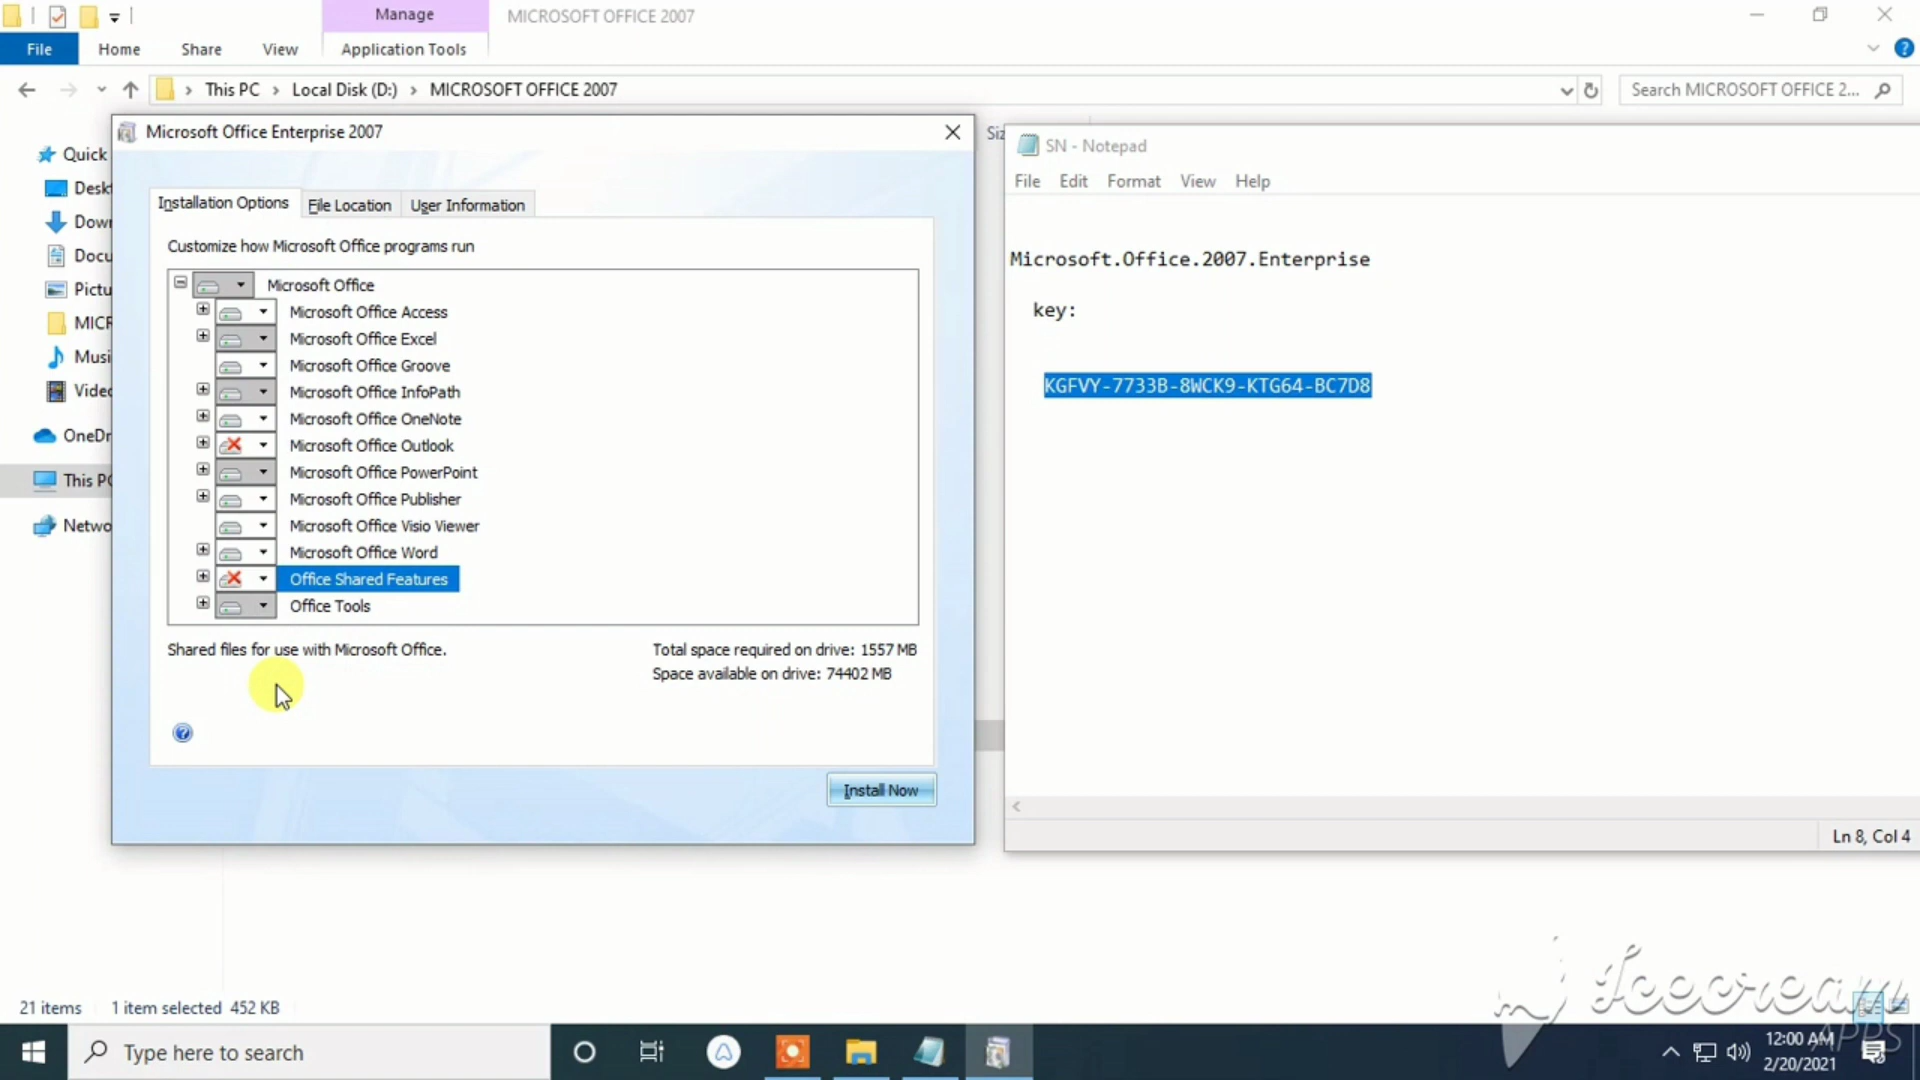 Manage
MICROSOFT OFFICE 2007
File
Home
Share
View
Application Tools
This PC
Local Disk (D:)
MICROSOFT OFFICE 2007
Search MICROSOFT OFFICE 2...
Quick
Deskt
Down
Docu
Pictu
MICR
Musi
Videc
OneDr
This PC
Netwo
Siz
Microsoft Office Enterprise 2007
Installation Options
File Location
User Information
Customize how Microsoft Office programs run
Microsoft Office
Microsoft Office Access
Microsoft Office Excel
Microsoft Office Groove
Microsoft Office InfoPath
Microsoft Office OneNote
Microsoft Office Outlook
Microsoft Office PowerPoint
Microsoft Office Publisher
Microsoft Office Visio Viewer
Microsoft Office Word
Office Shared Features
Office Tools
Shared files for use with Microsoft Office.
Total space required on drive: 1557 MB
Space available on drive: 74402 MB
Install Now
SN - Notepad
File
Edit
Format
View
Help
Microsoft.Office.2007.Enterprise
key:
KGFVY-7733B-8WCK9-KTG64-BC7D8
Ln 8, Col 4
21 items
1 item selected 452 KB
Icecream
APPS
Type here to search
12:00 AM
2/20/2021